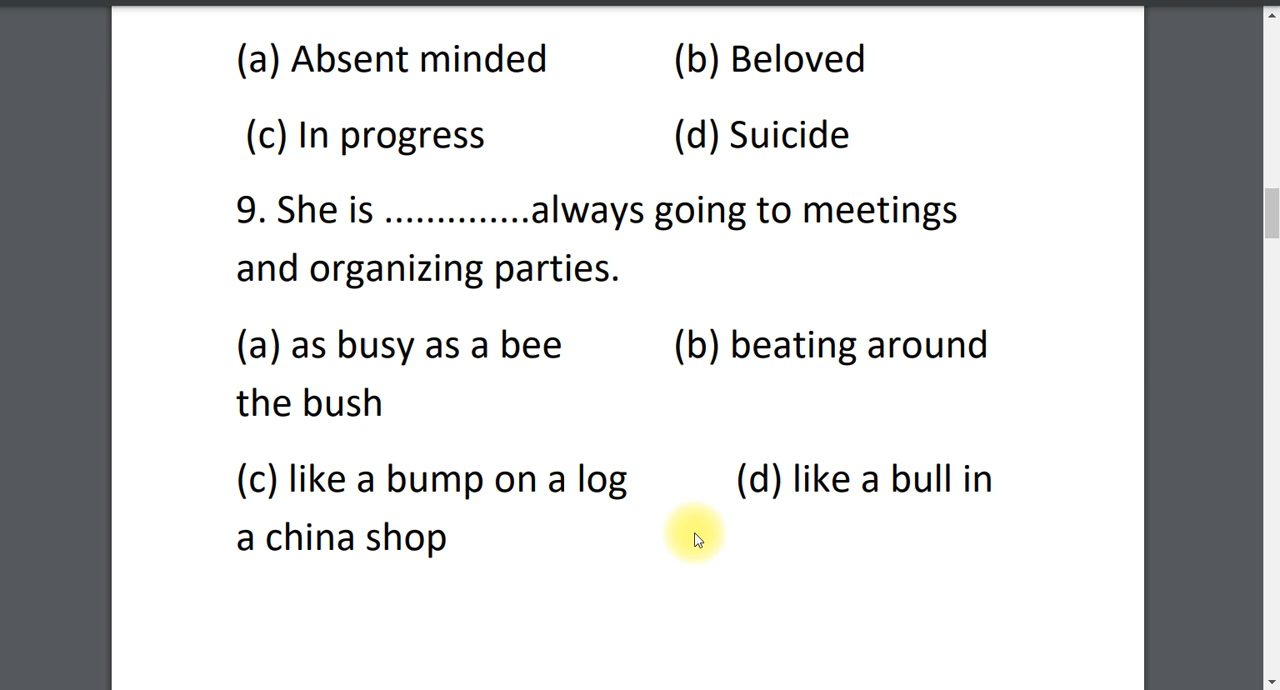 (a) Absent minded (b) Beloved
(c) In progress (d) Suicide
9. She is ..............always going to meetings
and organizing parties.
(a) as busy as a bee (b) beating around
the bush
(c) like a bump on a log (d) like a bull in
a china shop